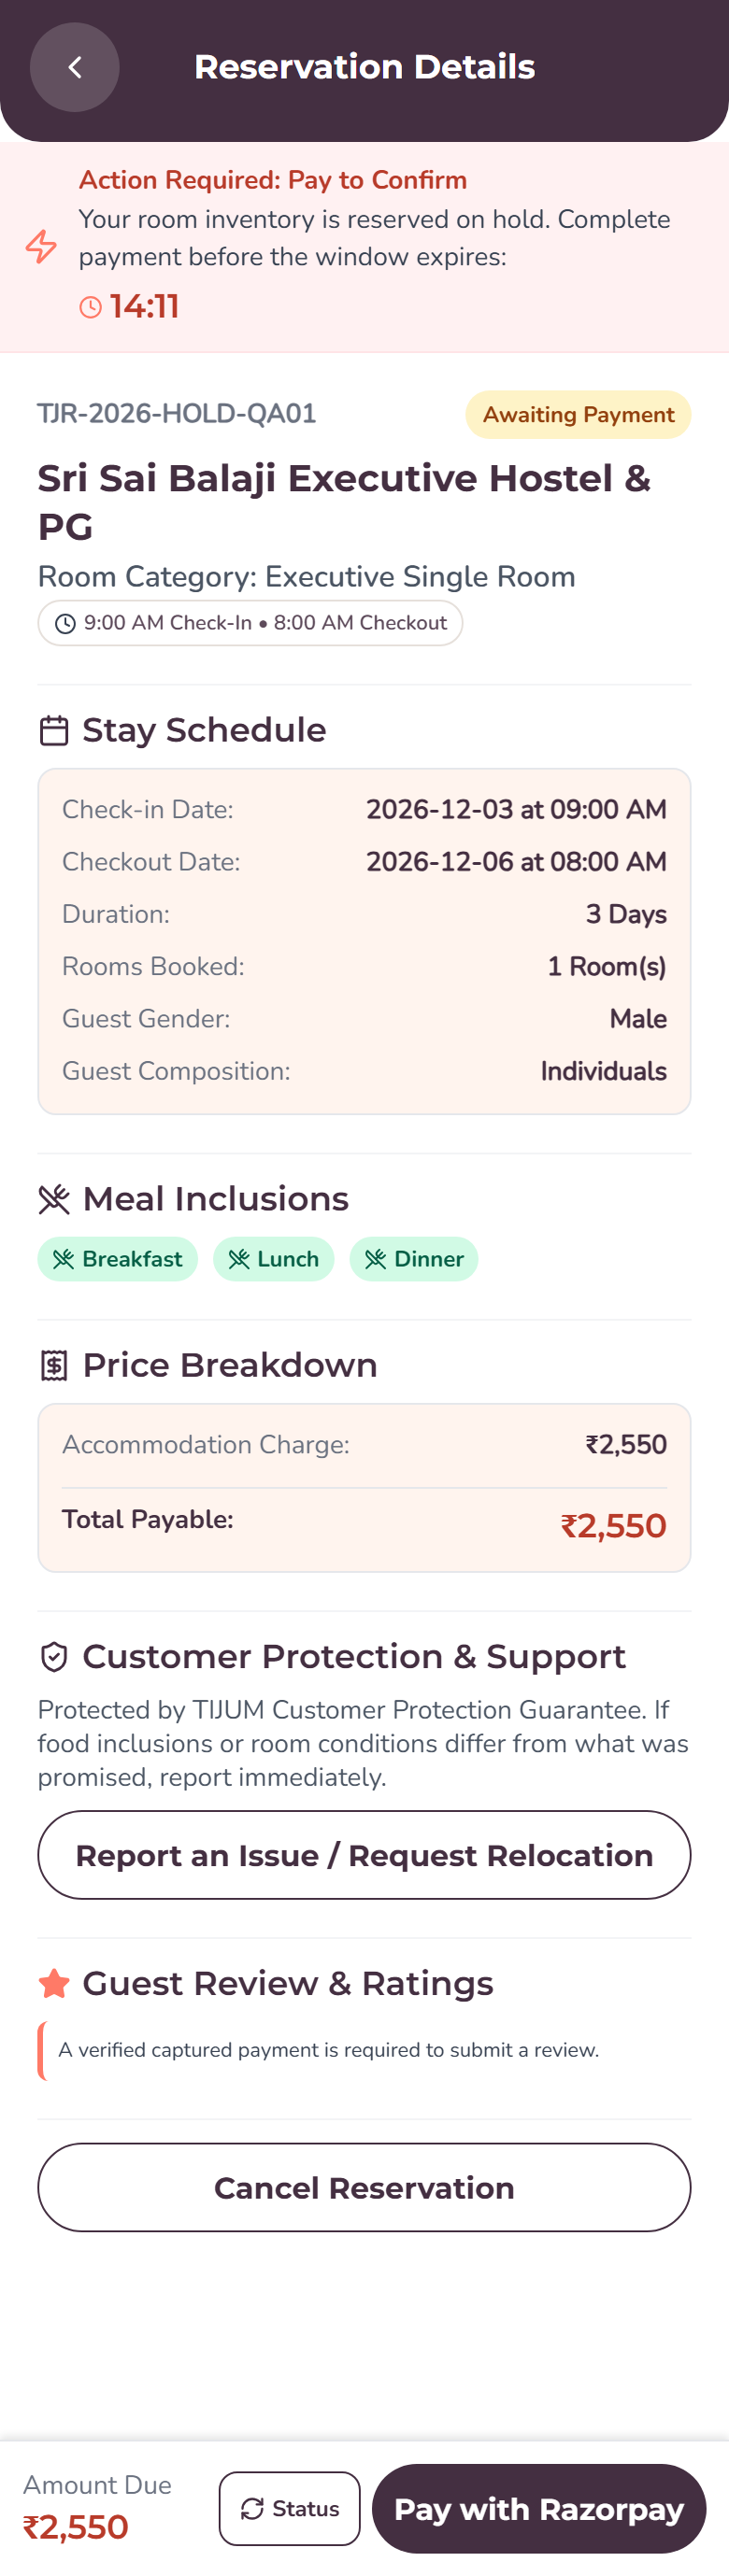 Reservation Details
Action Required: Pay to Confirm
Your room inventory is reserved on hold. Complete
payment before the window expires:
14:11
TJR-2026-HOLD-QA01
Awaiting Payment
Sri Sai Balaji Executive Hostel &
PG
Room Category: Executive Single Room
9:00 AM Check-In • 8:00 AM Checkout
Stay Schedule
Check-in Date: 2026-12-03 at 09:00 AM
Checkout Date: 2026-12-06 at 08:00 AM
Duration: 3 Days
Rooms Booked: 1 Room(s)
Guest Gender: Male
Guest Composition: Individuals
Meal Inclusions
Breakfast Lunch Dinner
Price Breakdown
Accommodation Charge: ₹2,550
Total Payable: ₹2,550
Customer Protection & Support
Protected by TIJUM Customer Protection Guarantee. If
food inclusions or room conditions differ from what was
promised, report immediately.
Report an Issue / Request Relocation
Guest Review & Ratings
A verified captured payment is required to submit a review.
Cancel Reservation
Amount Due
₹2,550
Status
Pay with Razorpay